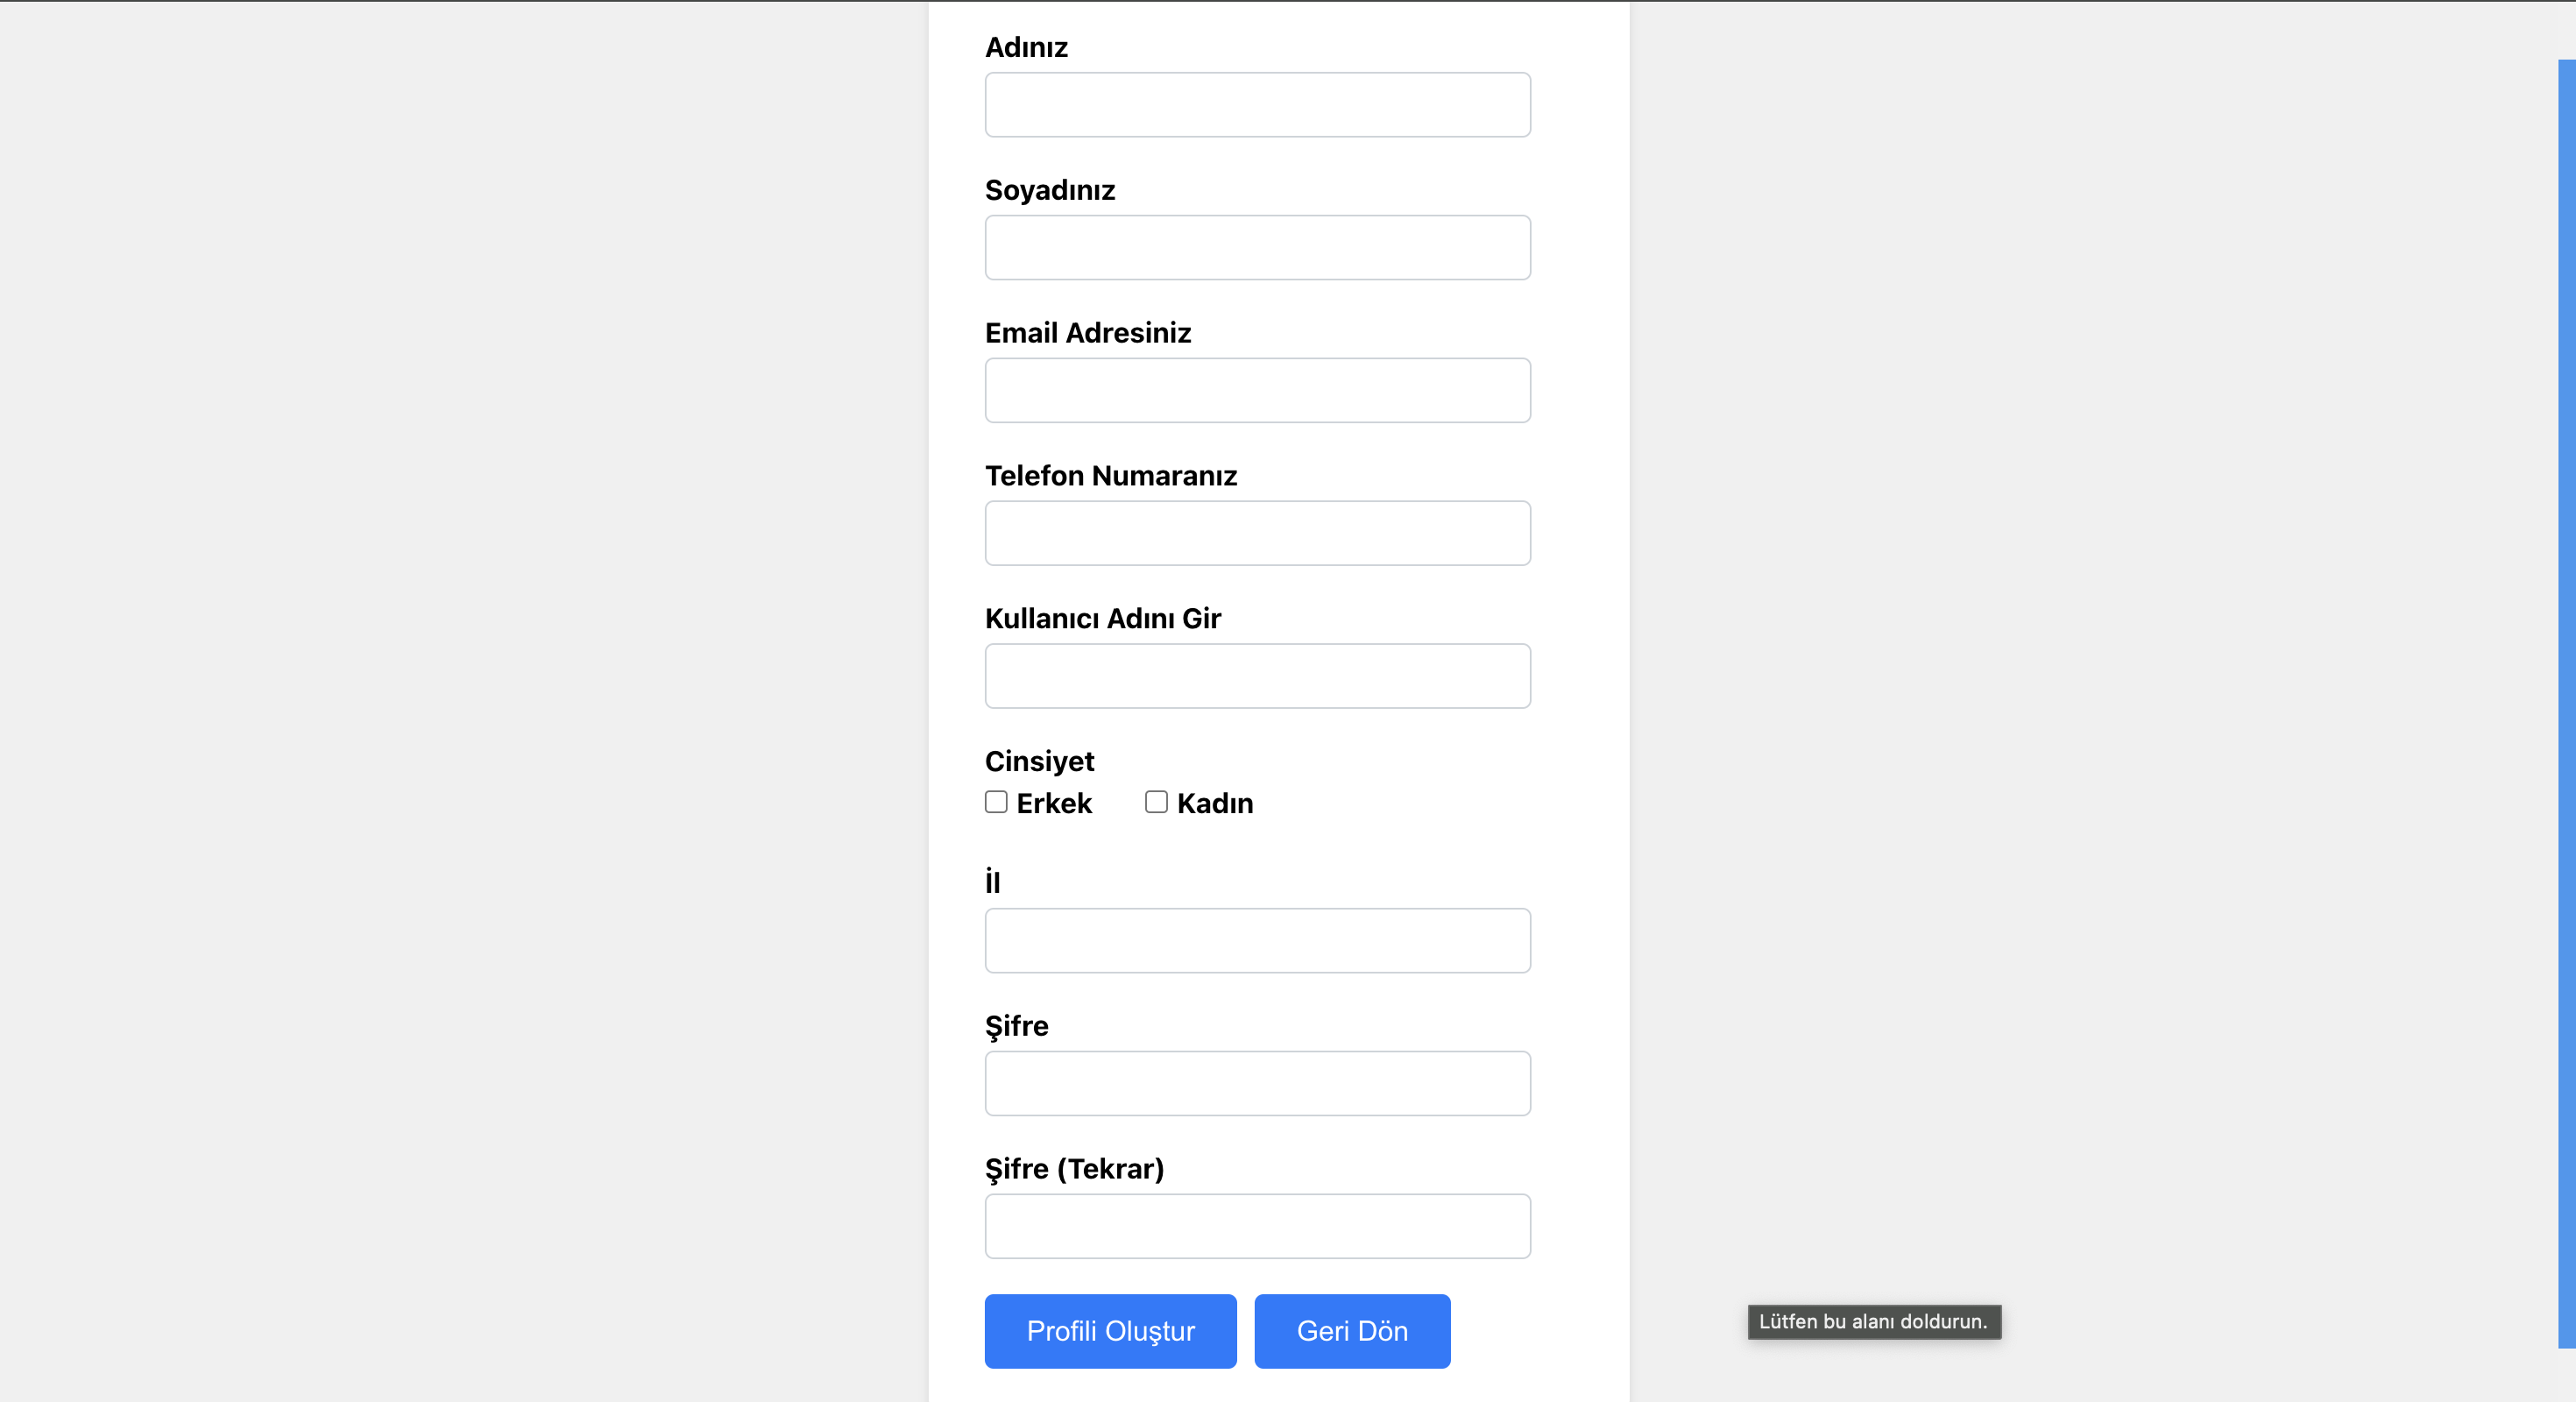 Adınız
Soyadınız
Email Adresiniz
Telefon Numaranız
Kullanıcı Adını Gir
Cinsiyet
Erkek Kadın
İl
Şifre
Şifre (Tekrar)
Profili Oluştur Geri Dön
Lütfen bu alanı doldurun.